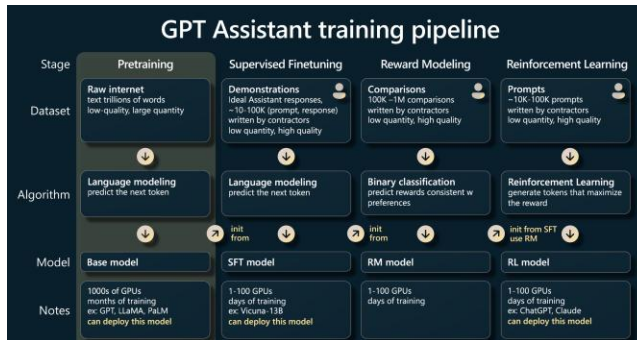 GPT Assistant training pipeline
Stage
Pretraining
Supervised Finetuning
Reward Modeling
Reinforcement Learning
Dataset
Raw internet
text trillions of words
low-quality, large quantity
Demonstrations
Ideal Assistant responses,
~10-100K (prompt, response)
written by contractors
low quantity, high quality
Comparisons
100K –1M comparisons
written by contractors
low quantity, high quality
Prompts
~10K-100K prompts
written by contractors
low quantity, high quality
Algorithm
Language modeling
predict the next token
Language modeling
predict the next token
Binary classification
predict rewards consistent w
preferences
Reinforcement Learning
generate tokens that maximize
the reward
init
from
init
from
init from SFT
use RM
Model
Base model
SFT model
RM model
RL model
Notes
1000s of GPUs
months of training
ex: GPT, LLaMA, PaLM
can deploy this model
1-100 GPUs
days of training
ex: Vicuna-13B
can deploy this model
1-100 GPUs
days of training
1-100 GPUs
days of training
ex: ChatGPT, Claude
can deploy this model